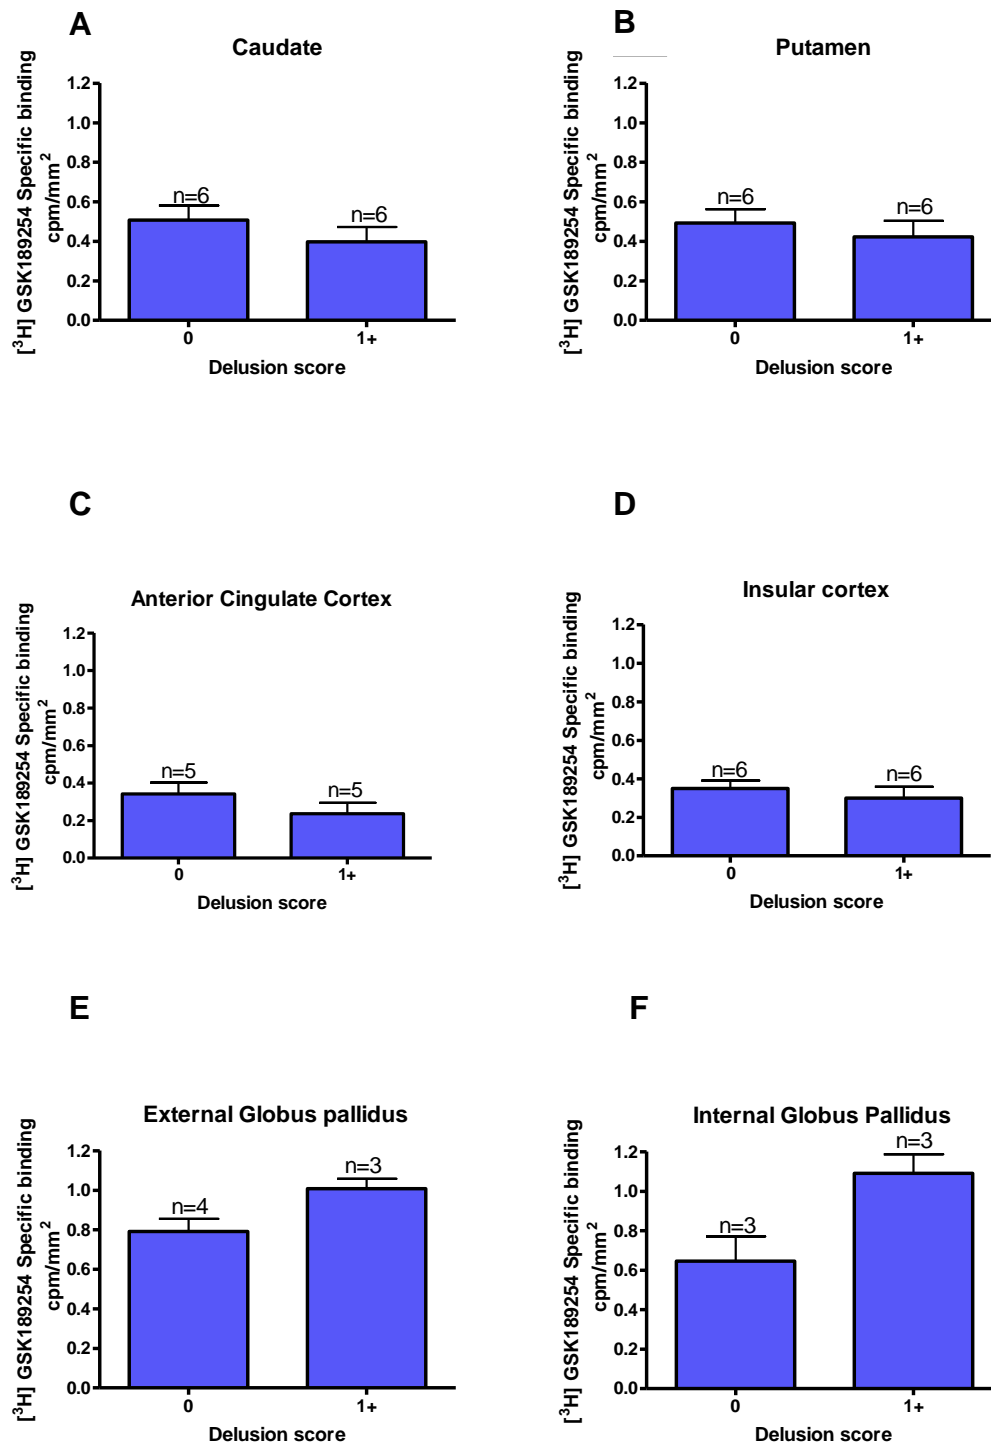 A
Caudate
[³H] GSK189254 Specific binding
cpm/mm²
1.2
1.0
0.8
0.6
0.4
0.2
0.0
n=6
n=6
0
1+
Delusion score
B
Putamen
[³H] GSK189254 Specific binding
cpm/mm²
1.2
1.0
0.8
0.6
0.4
0.2
0.0
n=6
n=6
0
1+
Delusion score
C
Anterior Cingulate Cortex
[³H] GSK189254 Specific binding
cpm/mm²
1.2
1.0
0.8
0.6
0.4
0.2
0.0
n=5
n=5
0
1+
Delusion score
D
Insular cortex
[³H] GSK189254 Specific binding
cpm/mm²
1.2
1.0
0.8
0.6
0.4
0.2
0.0
n=6
n=6
0
1+
Delusion score
E
External Globus pallidus
[³H] GSK189254 Specific binding
cpm/mm²
1.2
1.0
0.8
0.6
0.4
0.2
0.0
n=4
n=3
0
1+
Delusion score
F
Internal Globus Pallidus
[³H] GSK189254 Specific binding
cpm/mm²
1.2
1.0
0.8
0.6
0.4
0.2
0.0
n=3
n=3
0
1+
Delusion score